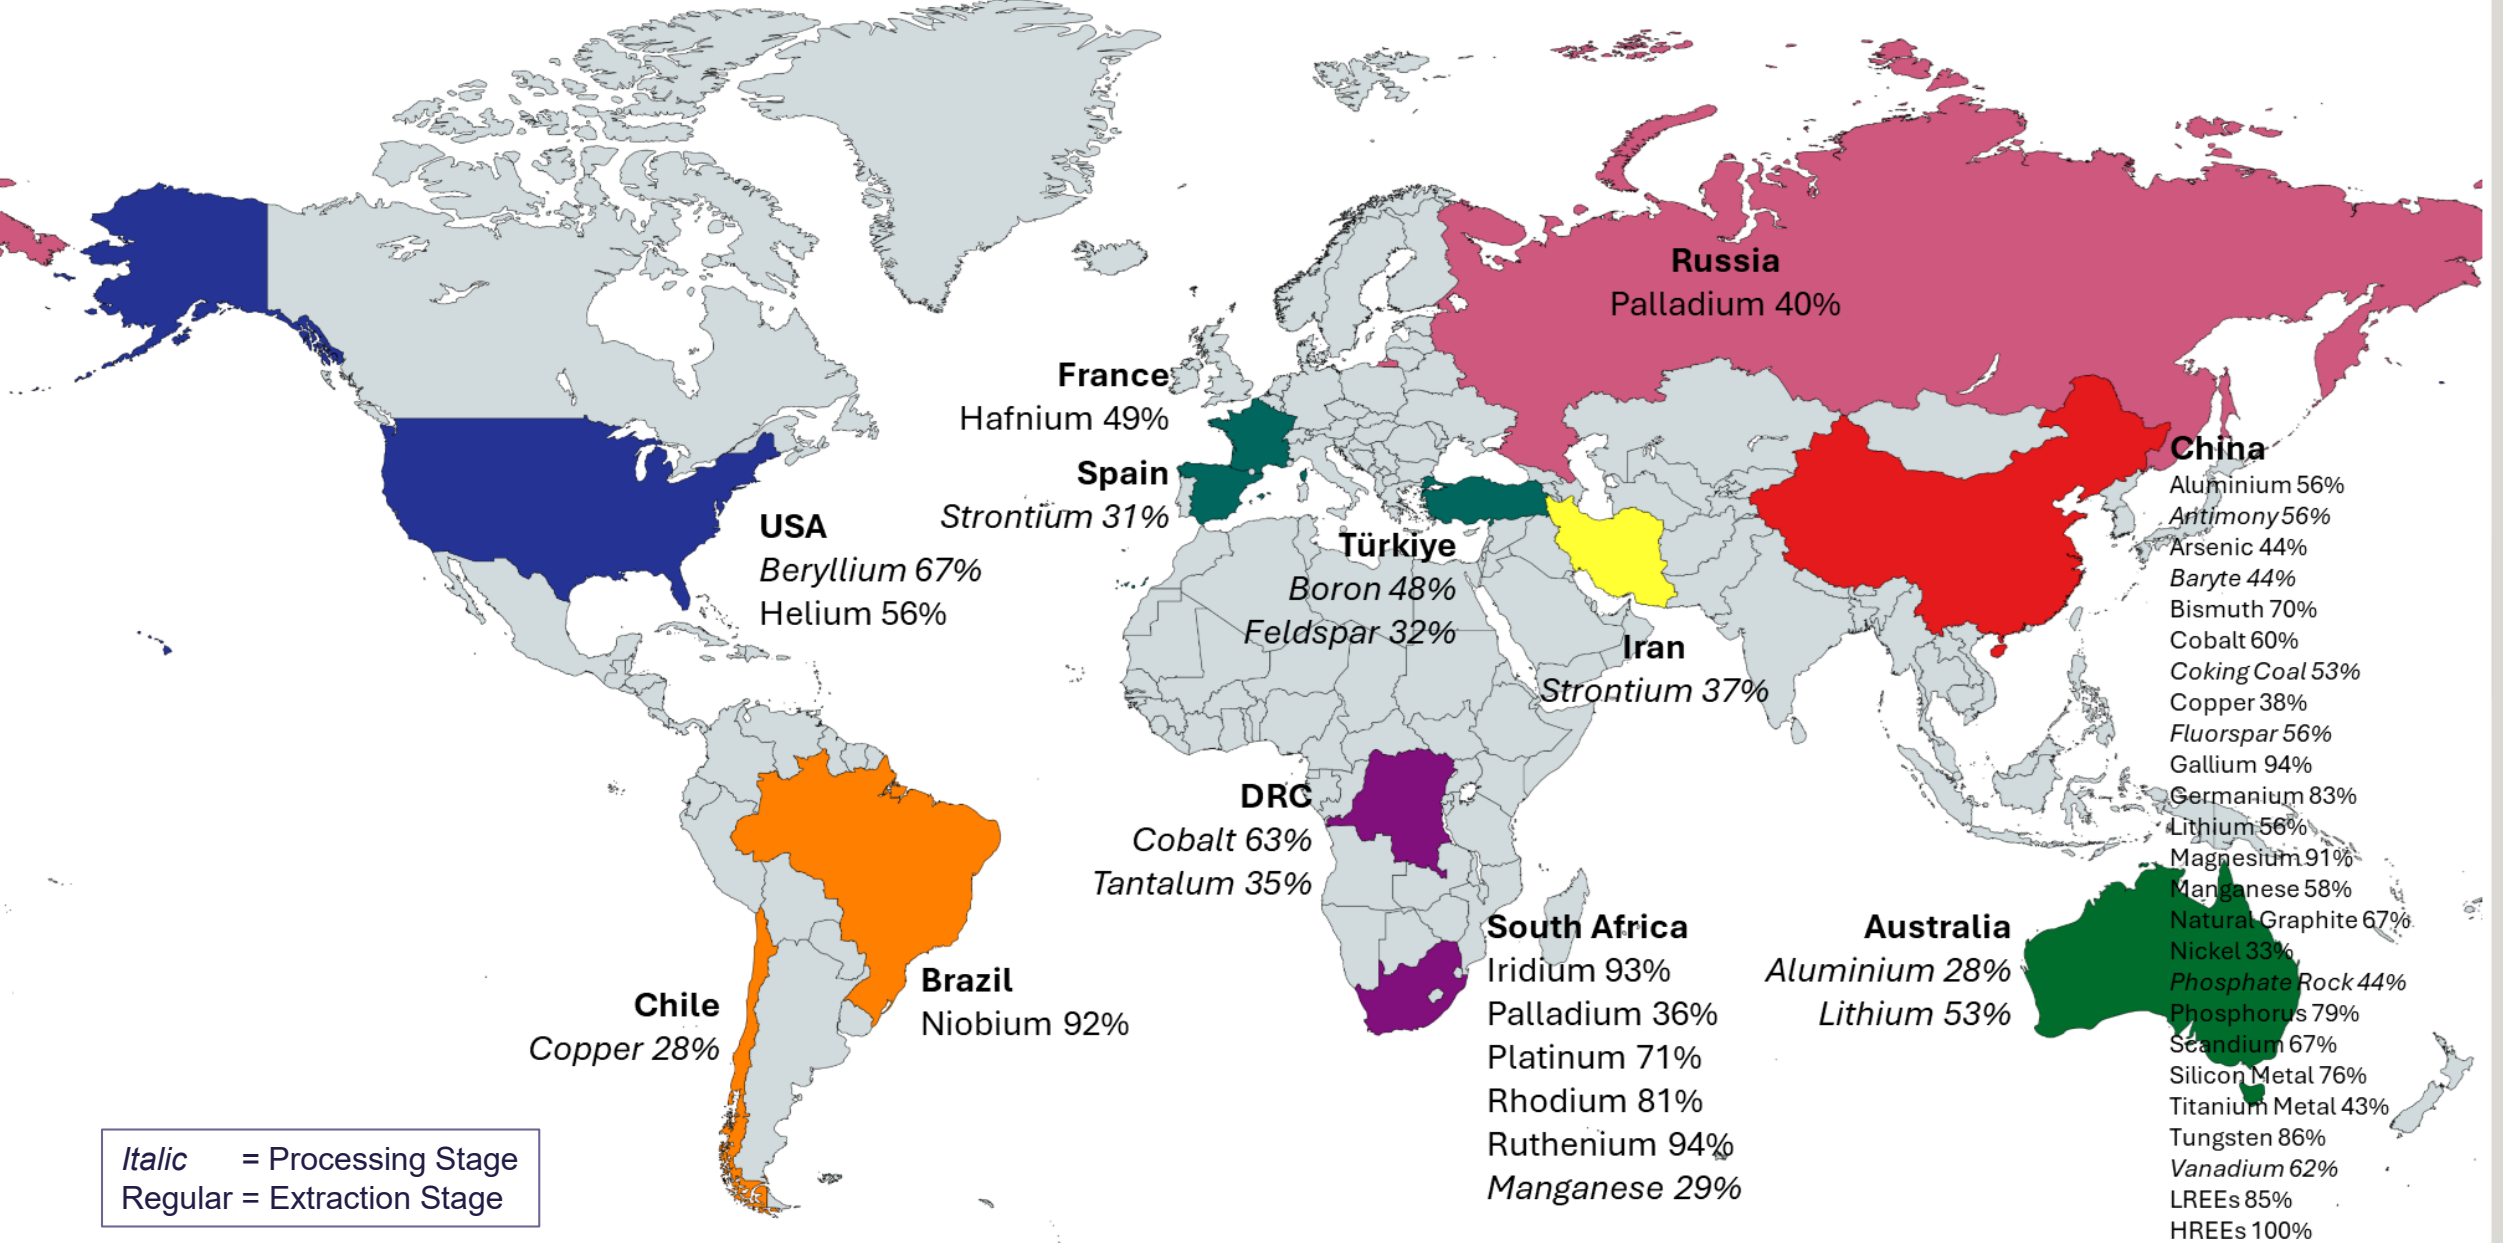 Russia
Palladium 40%
France
Hafnium 49%
Spain
Strontium 31%
USA
Beryllium 67%
Helium 56%
Türkiye
Boron 48%
Feldspar 32%
Iran
Strontium 37%
China
Aluminium 56%
Antimony 56%
Arsenic 44%
Baryte 44%
Bismuth 70%
Cobalt 60%
Coking Coal 53%
Copper 38%
Fluorspar 56%
Gallium 94%
Germanium 83%
Lithium 56%
Magnesium 91%
Manganese 58%
Natural Graphite 67%
Nickel 33%
Phosphate Rock 44%
Phosphorus 79%
Scandium 67%
Silicon Metal 76%
Titanium Metal 43%
Tungsten 86%
Vanadium 62%
LREEs 85%
HREEs 100%
DRC
Cobalt 63%
Tantalum 35%
South Africa
Iridium 93%
Palladium 36%
Platinum 71%
Rhodium 81%
Ruthenium 94%
Manganese 29%
Australia
Aluminium 28%
Lithium 53%
Brazil
Niobium 92%
Chile
Copper 28%
Italic = Processing Stage
Regular = Extraction Stage